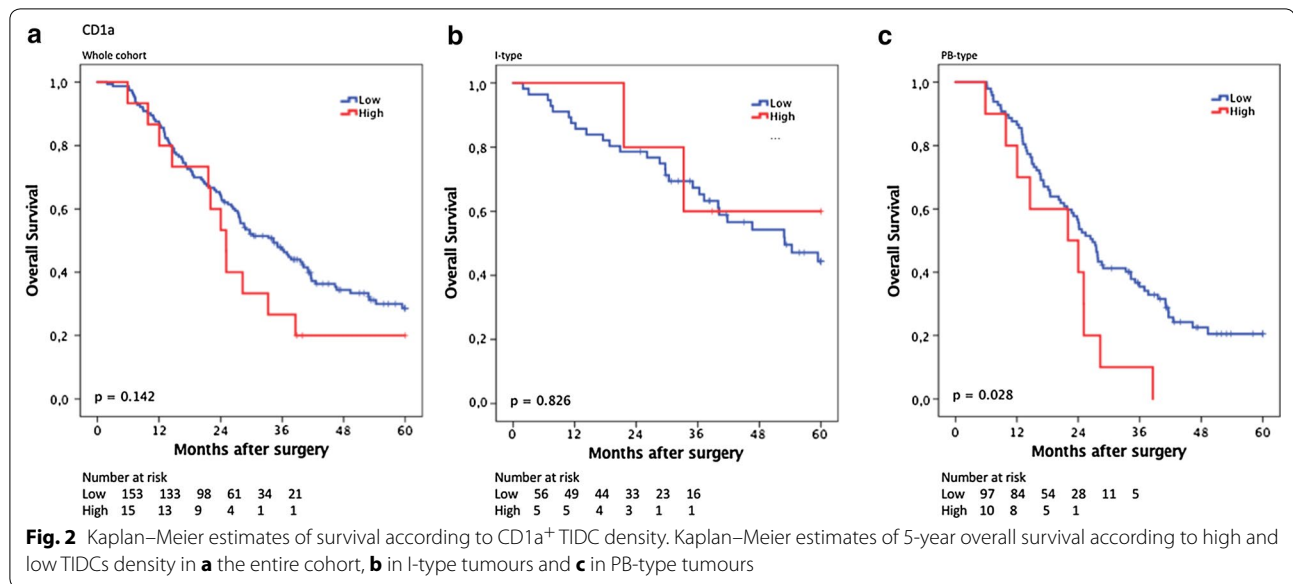 a CD1a
Whole cohort
Low
High
1,0
0,8
0,6
0,4
0,2
0,0
Overall Survival
p = 0.142
0 12 24 36 48 60
Months after surgery
Number at risk
Low 153 133 98 61 34 21
High 15 13 9 4 1 1
b
I-type
Low
High
...
1,0
0,8
0,6
0,4
0,2
0,0
Overall Survival
p = 0.826
0 12 24 36 48 60
Months after surgery
Number at risk
Low 56 49 44 33 23 16
High 5 5 4 3 1 1
c
PB-type
Low
High
1,0
0,8
0,6
0,4
0,2
0,0
Overall Survival
p = 0.028
0 12 24 36 48 60
Months after surgery
Number at risk
Low 97 84 54 28 11 5
High 10 8 5 1
Fig. 2 Kaplan–Meier estimates of survival according to CD1a⁺ TIDC density. Kaplan–Meier estimates of 5-year overall survival according to high and
low TIDCs density in a the entire cohort, b in I-type tumours and c in PB-type tumours